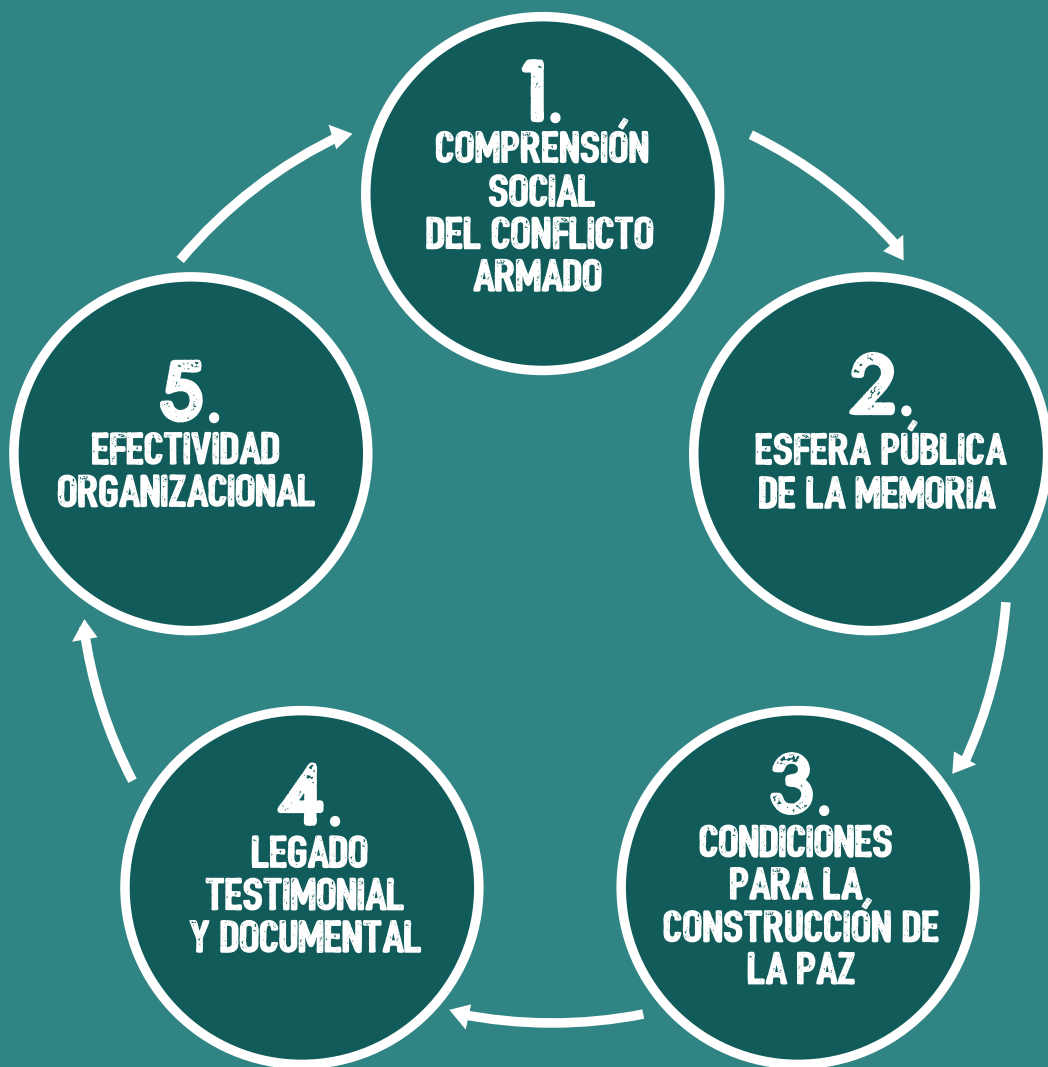 1.
COMPRENSIÓN
SOCIAL
DEL CONFLICTO
ARMADO
2.
ESFERA PÚBLICA
DE LA MEMORIA
3.
CONDICIONES
PARA LA
CONSTRUCCIÓN DE
LA PAZ
4.
LEGADO
TESTIMONIAL
Y DOCUMENTAL
5.
EFECTIVIDAD
ORGANIZACIONAL